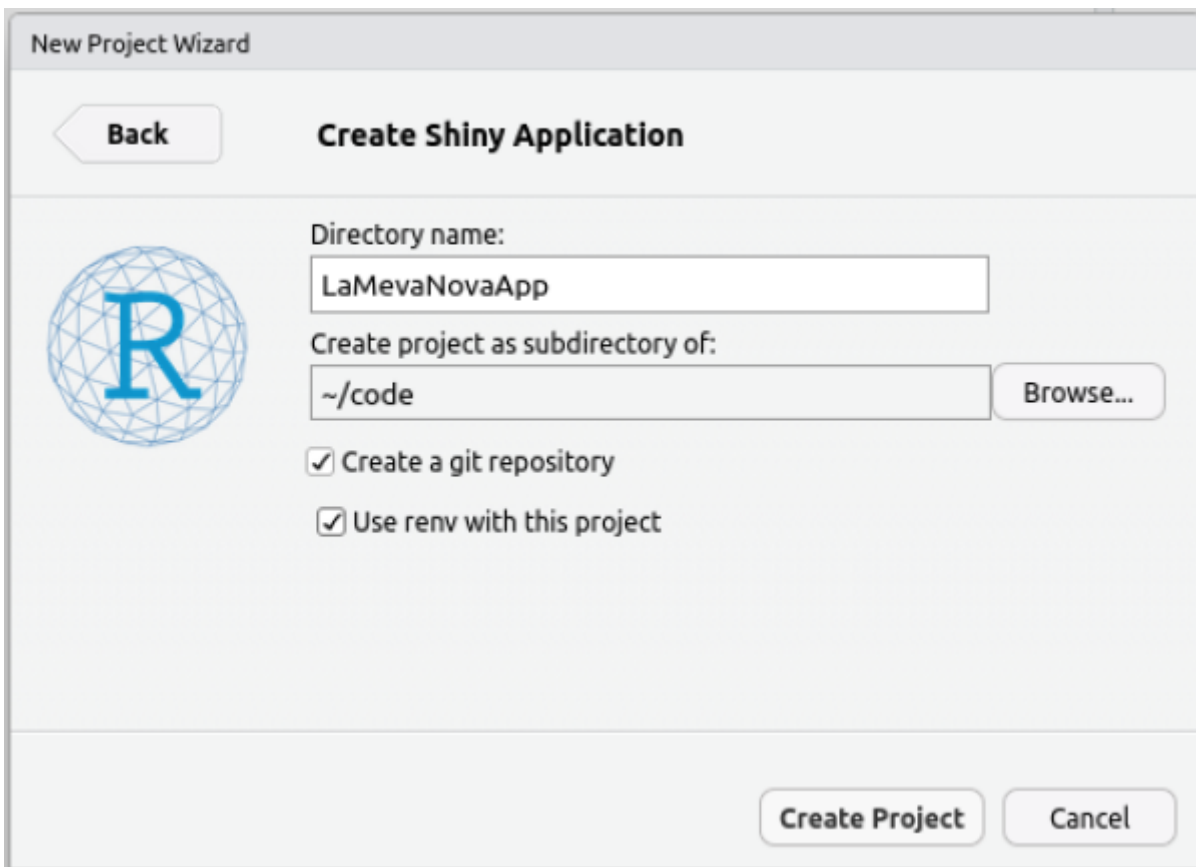 New Project Wizard
Back
Create Shiny Application
Directory name:
LaMevaNovaApp
Create project as subdirectory of:
~/code
Browse...
Create a git repository
Use renv with this project
R
Create Project
Cancel